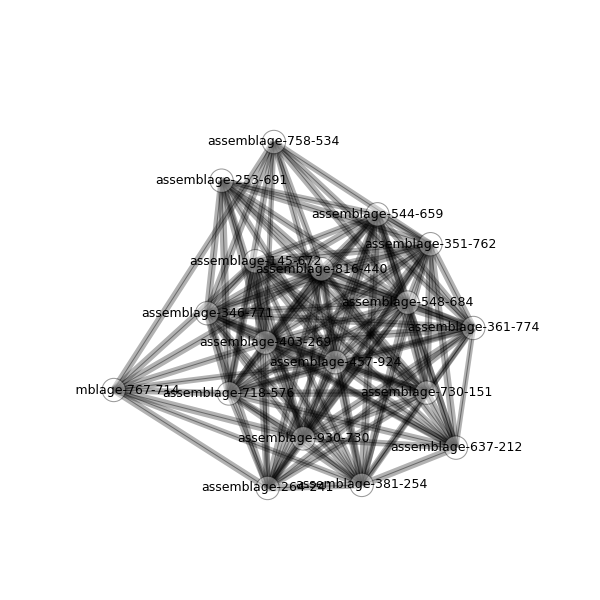 assemblage-758-534
assemblage-253-691
assemblage-544-659
assemblage-351-762
assemblage-145-672
assemblage-816-440
assemblage-548-684
assemblage-346-771
assemblage-361-774
assemblage-403-269
assemblage-457-924
mblage-767-714
assemblage-718-576
assemblage-730-151
assemblage-930-730
assemblage-637-212
assemblage-264-241
assemblage-381-254